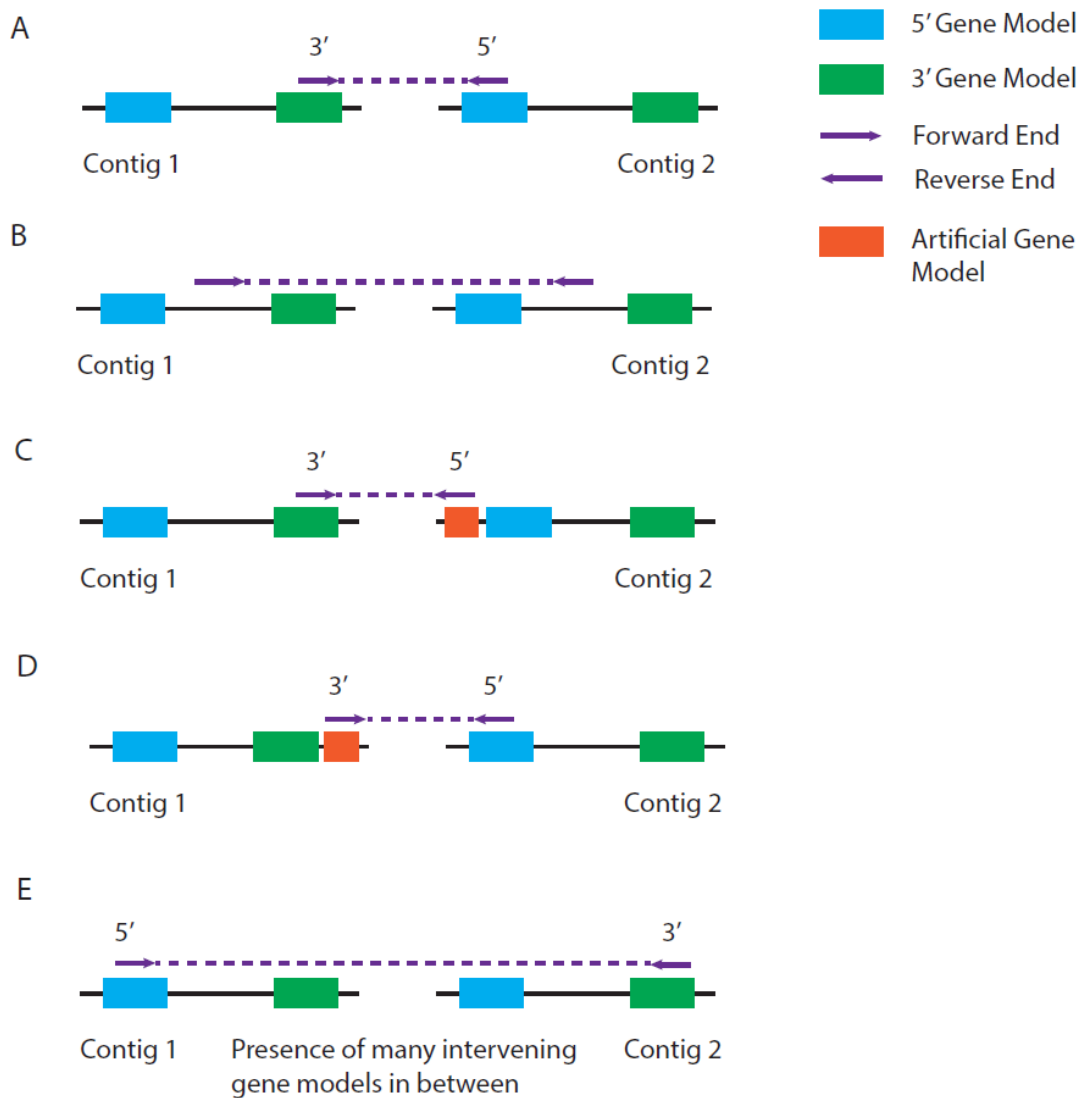 A
3′ 5′
Contig 1 Contig 2
5′ Gene Model
3′ Gene Model
Forward End
Reverse End
Artificial Gene
Model
B
Contig 1 Contig 2
C
3′ 5′
Contig 1 Contig 2
D
3′ 5′
Contig 1 Contig 2
E
5′ 3′
Contig 1 Presence of many intervening Contig 2
gene models in between